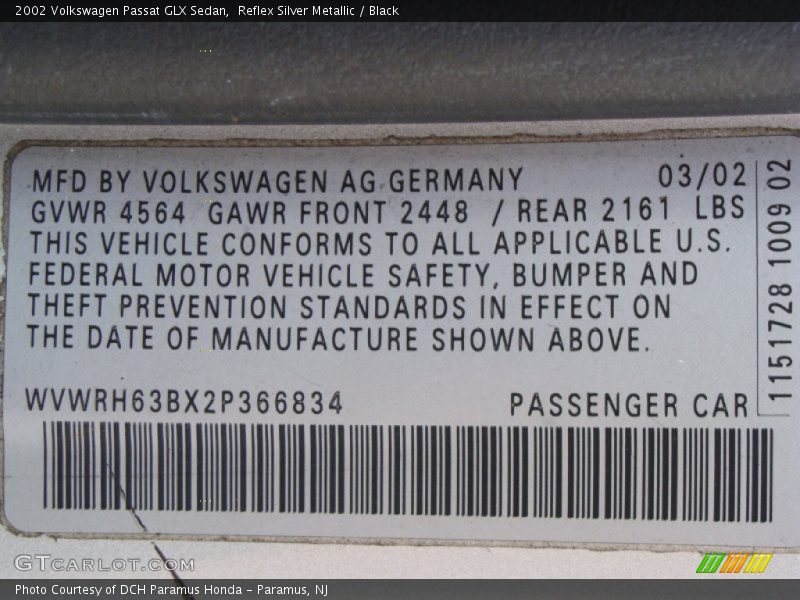 2002 Volkswagen Passat GLX Sedan,  Reflex Silver Metallic / Black
MFD BY VOLKSWAGEN AG GERMANY 03/02
GVWR 4564 GAWR FRONT 2448 / REAR 2161 LBS
THIS VEHICLE CONFORMS TO ALL APPLICABLE U.S.
FEDERAL MOTOR VEHICLE SAFETY, BUMPER AND
THEFT PREVENTION STANDARDS IN EFFECT ON
THE DATE OF MANUFACTURE SHOWN ABOVE.
WVWRH63BX2P366834 PASSENGER CAR
1151728 1009 02
GTCARLOT.COM
Photo Courtesy of DCH Paramus Honda - Paramus, NJ